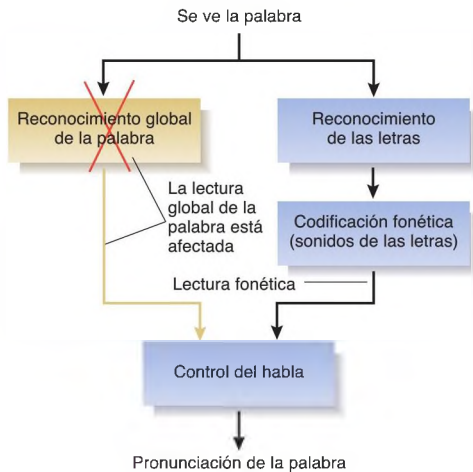 Se ve la palabra
Reconocimiento global
de la palabra
Reconocimiento
de las letras
La lectura
global de la
palabra está
afectada
Codificación fonética
(sonidos de las letras)
Lectura fonética
Control del habla
Pronunciación de la palabra